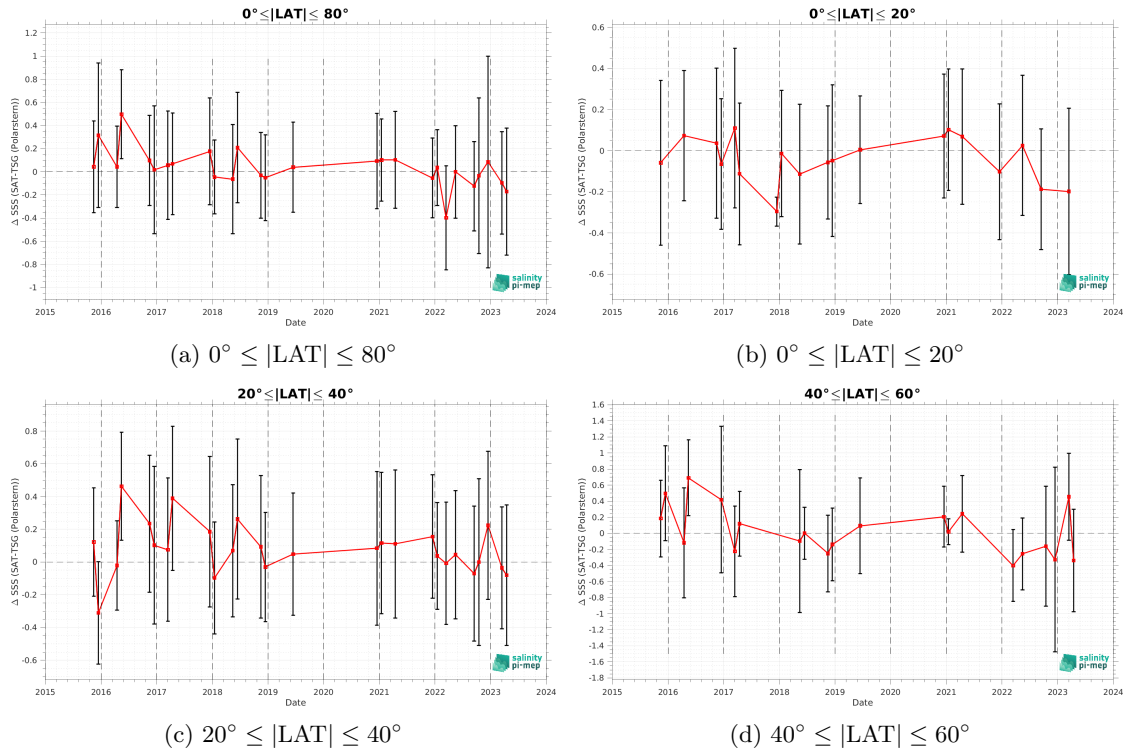 0°≤|LAT|≤ 80°
Δ SSS (SAT-TSG (Polarstern))
1.2
1
0.8
0.6
0.4
0.2
0
-0.2
-0.4
-0.6
-0.8
-1
2015 2016 2017 2018 2019 2020 2021 2022 2023 2024
Date
salinity
pi-mep
(a) 0° ≤ |LAT| ≤ 80°
0°≤|LAT|≤ 20°
Δ SSS (SAT-TSG (Polarstern))
0.6
0.4
0.2
0
-0.2
-0.4
-0.6
2015 2016 2017 2018 2019 2020 2021 2022 2023 2024
Date
salinity
pi-mep
(b) 0° ≤ |LAT| ≤ 20°
20°≤|LAT|≤ 40°
Δ SSS (SAT-TSG (Polarstern))
0.8
0.6
0.4
0.2
0
-0.2
-0.4
-0.6
2015 2016 2017 2018 2019 2020 2021 2022 2023 2024
Date
salinity
pi-mep
(c) 20° ≤ |LAT| ≤ 40°
40°≤|LAT|≤ 60°
Δ SSS (SAT-TSG (Polarstern))
1.6
1.4
1.2
1
0.8
0.6
0.4
0.2
0
-0.2
-0.4
-0.6
-0.8
-1
-1.2
-1.4
-1.6
-1.8
2015 2016 2017 2018 2019 2020 2021 2022 2023 2024
Date
salinity
pi-mep
(d) 40° ≤ |LAT| ≤ 60°